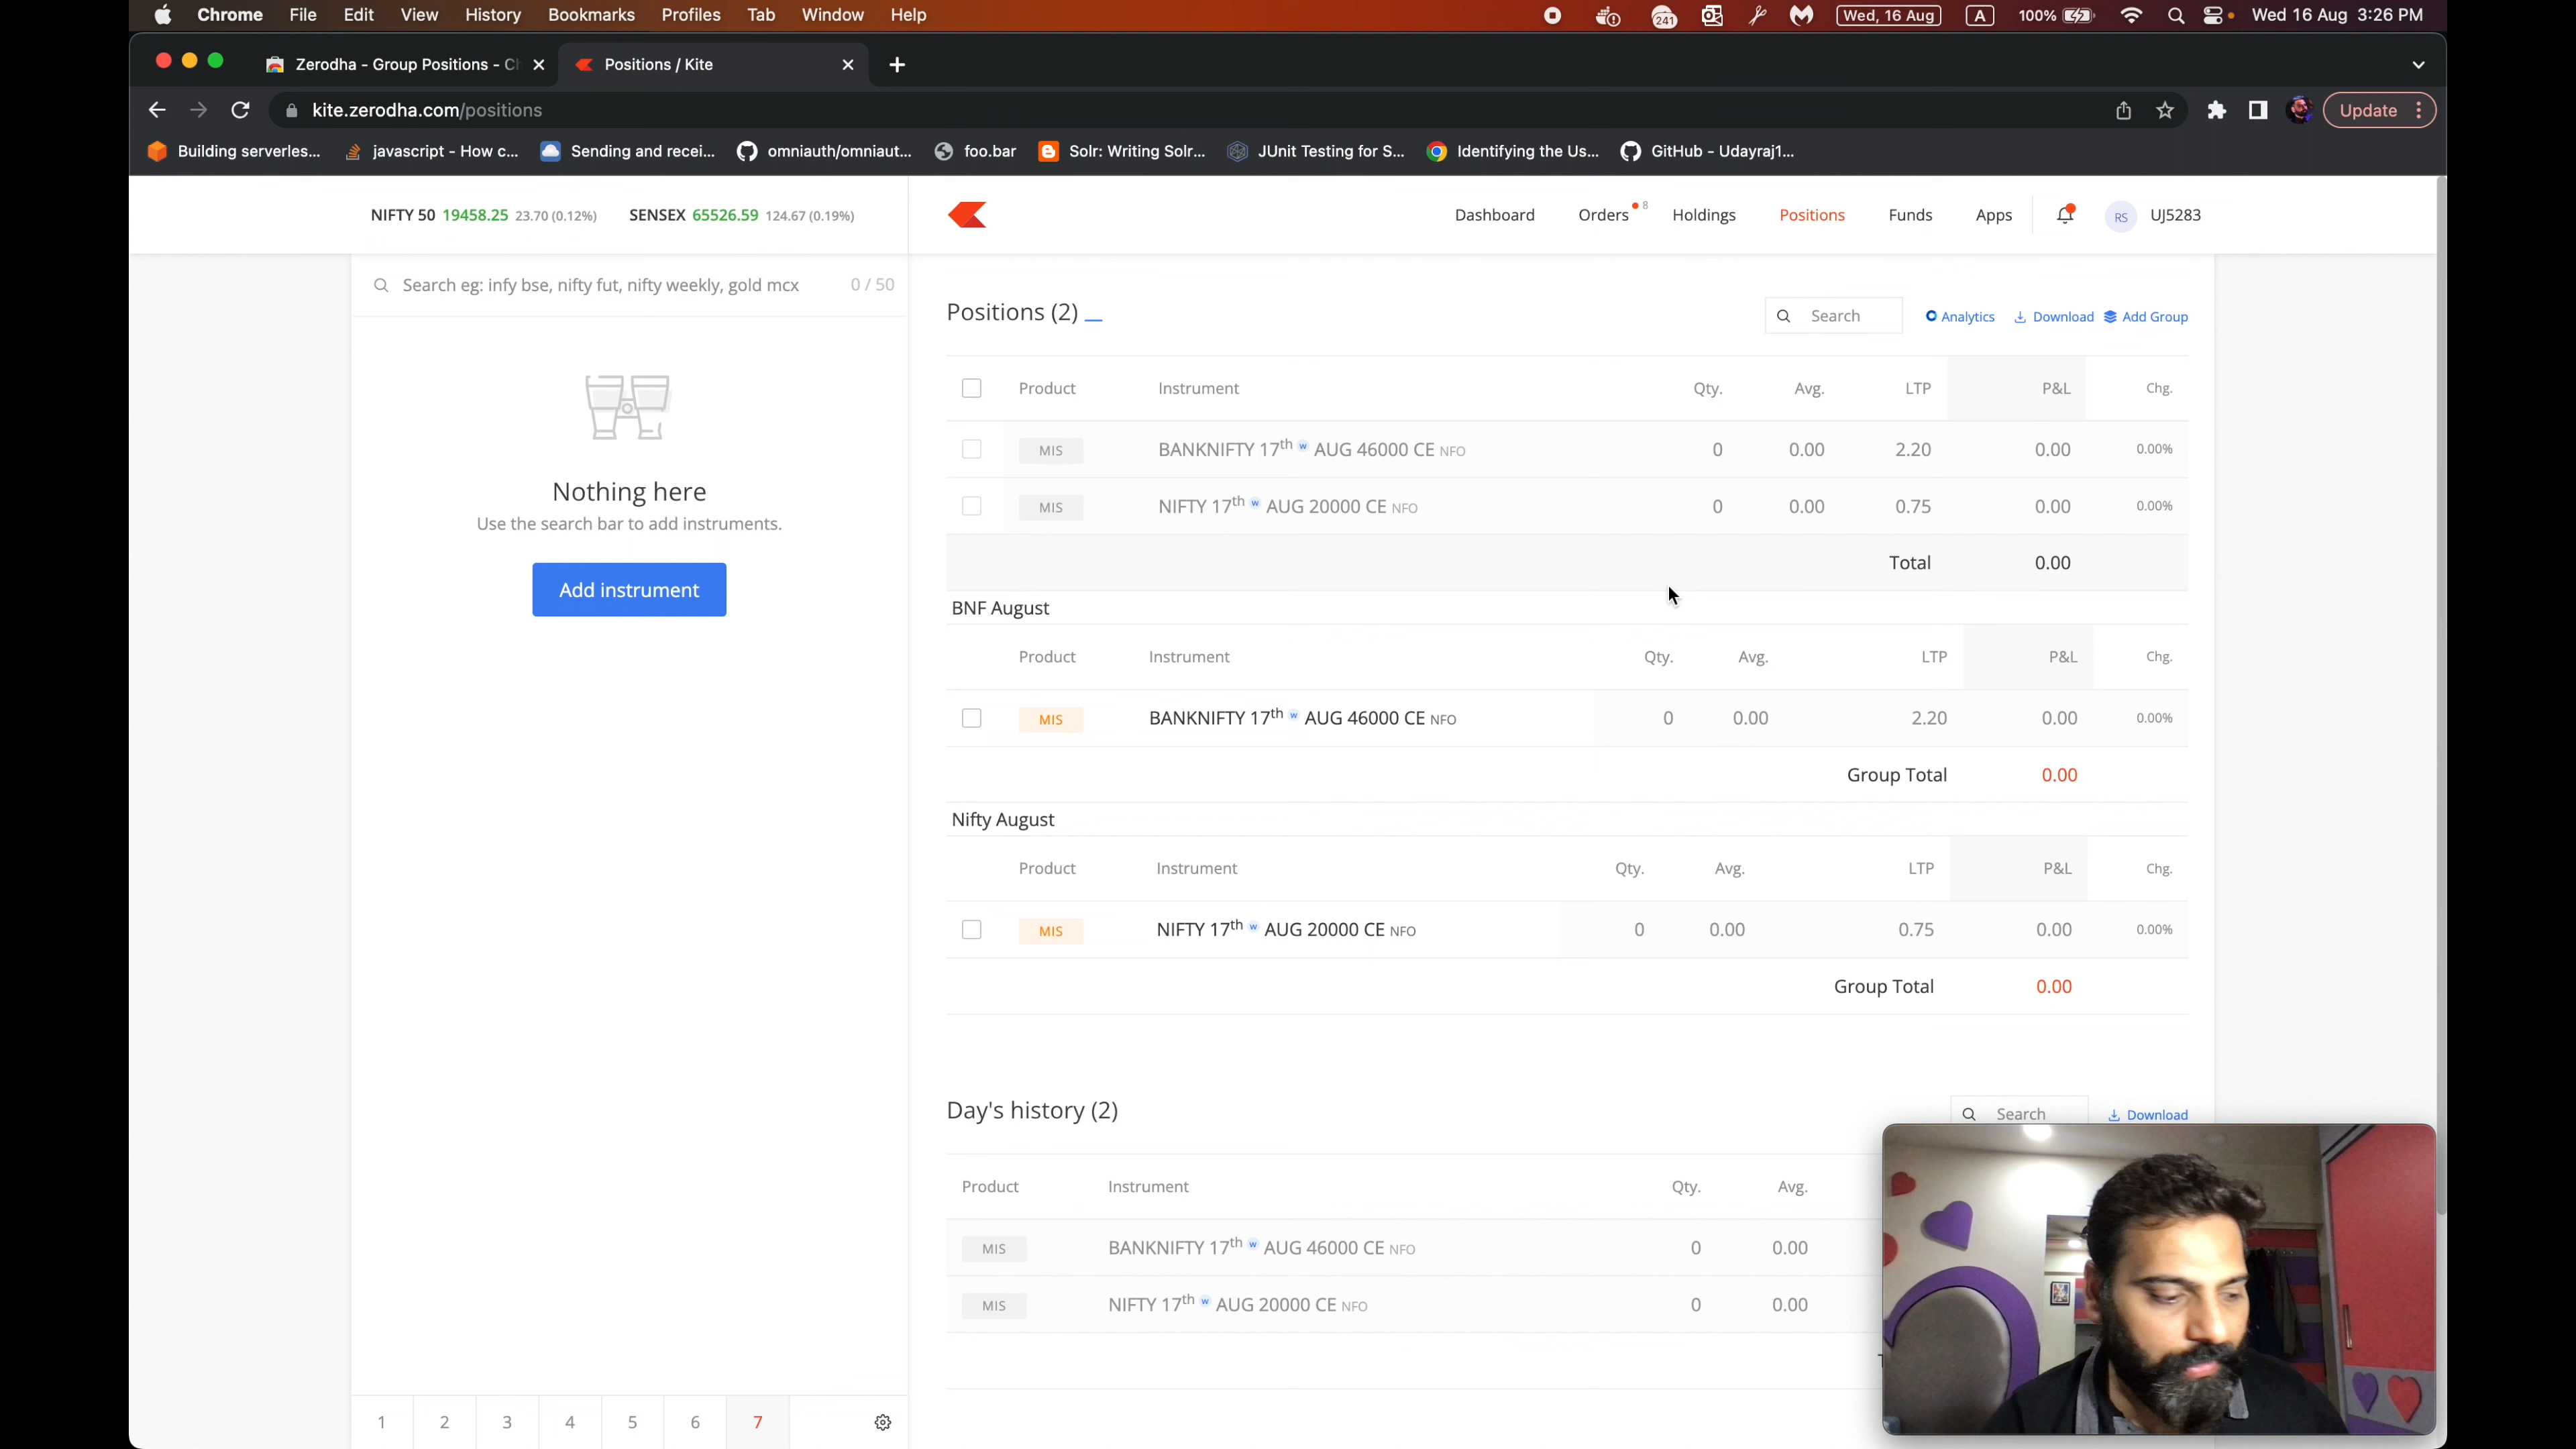 Chrome File Edit View History Bookmarks Profiles Tab Window Help 241 Wed, 16 Aug A 100% Wed 16 Aug 3:26 PM
Zerodha - Group Positions - Ch Positions / Kite
kite.zerodha.com/positions Update
Building serverles... javascript - How c... Sending and recei... omniauth/omniaut... foo.bar Solr: Writing Solr... JUnit Testing for S... Identifying the Us... GitHub - Udayraj1...
NIFTY 50 19458.25 23.70 (0.12%) SENSEX 65526.59 124.67 (0.19%) Dashboard Orders 8 Holdings Positions Funds Apps RS UJ5283
Search eg: infy bse, nifty fut, nifty weekly, gold mcx 0 / 50
Nothing here
Use the search bar to add instruments.
Add instrument
1 2 3 4 5 6 7
Positions (2) Search Analytics Download Add Group
Product Instrument Qty. Avg. LTP P&L Chg.
MIS BANKNIFTY 17th w AUG 46000 CE NFO 0 0.00 2.20 0.00 0.00%
MIS NIFTY 17th w AUG 20000 CE NFO 0 0.00 0.75 0.00 0.00%
Total 0.00
BNF August
Product Instrument Qty. Avg. LTP P&L Chg.
MIS BANKNIFTY 17th w AUG 46000 CE NFO 0 0.00 2.20 0.00 0.00%
Group Total 0.00
Nifty August
Product Instrument Qty. Avg. LTP P&L Chg.
MIS NIFTY 17th w AUG 20000 CE NFO 0 0.00 0.75 0.00 0.00%
Group Total 0.00
Day's history (2) Search Download
Product Instrument Qty. Avg.
MIS BANKNIFTY 17th w AUG 46000 CE NFO 0 0.00
MIS NIFTY 17th w AUG 20000 CE NFO 0 0.00